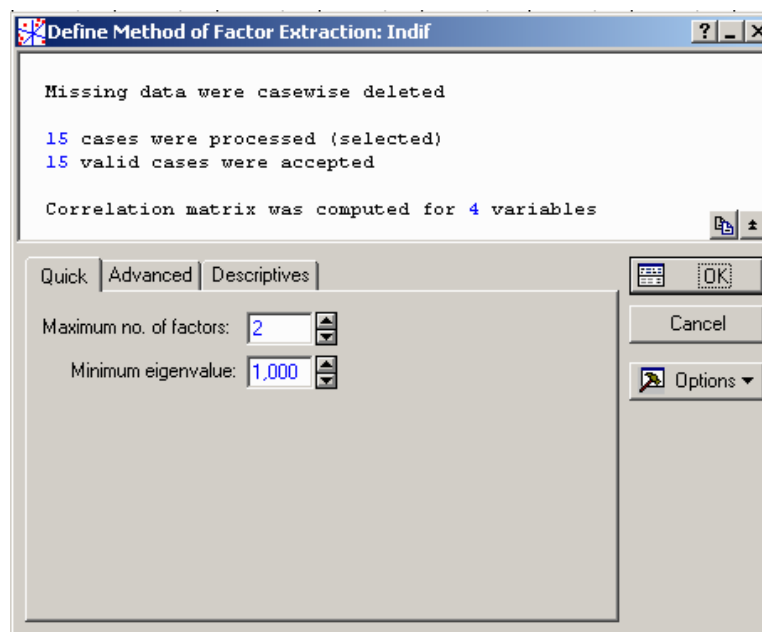 Define Method of Factor Extraction: Indif
Missing data were casewise deleted
15 cases were processed (selected)
15 valid cases were accepted
Correlation matrix was computed for 4 variables
Quick Advanced Descriptives
Maximum no. of factors: 2
Minimum eigenvalue: 1,000
OK
Cancel
Options